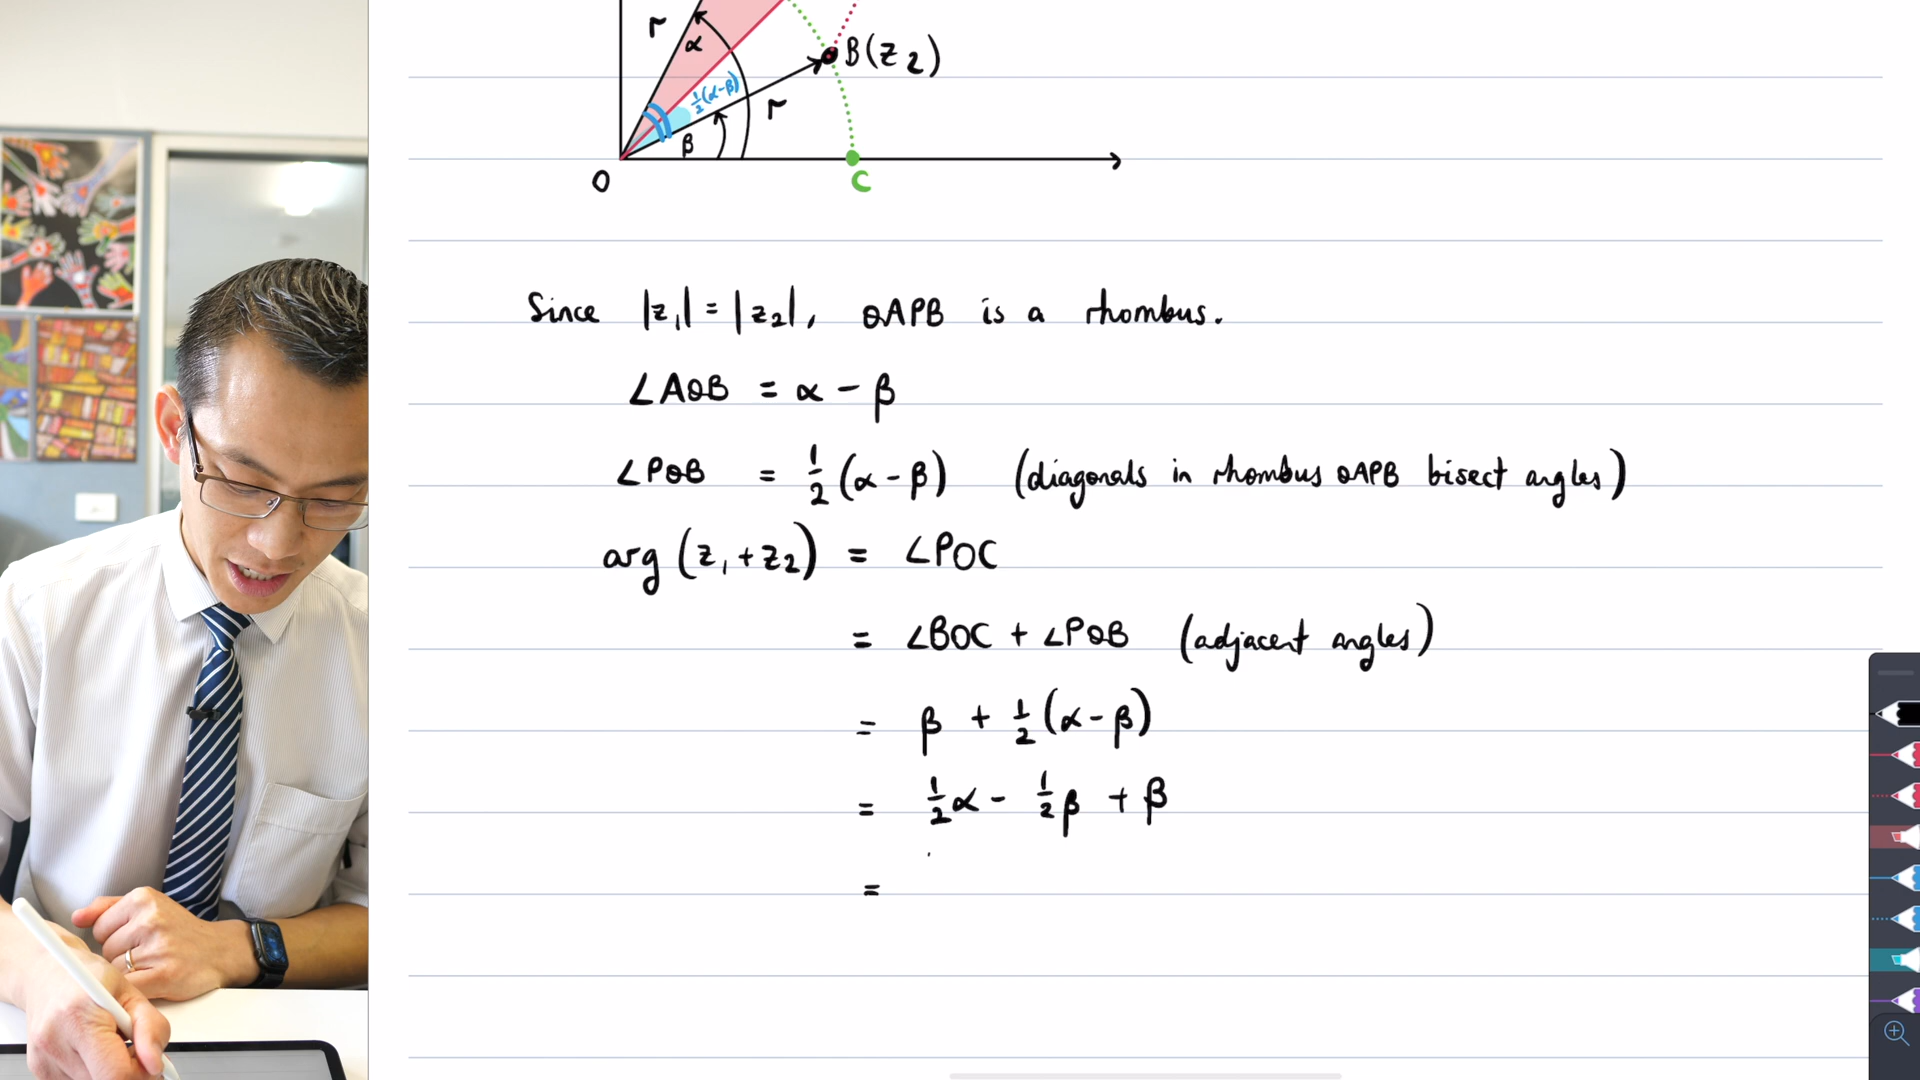 r
α
B(z₂)
½(α-β)
r
β
O
C
Since |z₁| = |z₂|, OAPB is a rhombus.
∠AOB = α - β
∠POB = ½(α - β) (diagonals in rhombus OAPB bisect angles)
arg (z₁ + z₂) = ∠POC
= ∠BOC + ∠POB (adjacent angles)
= β + ½(α - β)
= ½α - ½β + β
=